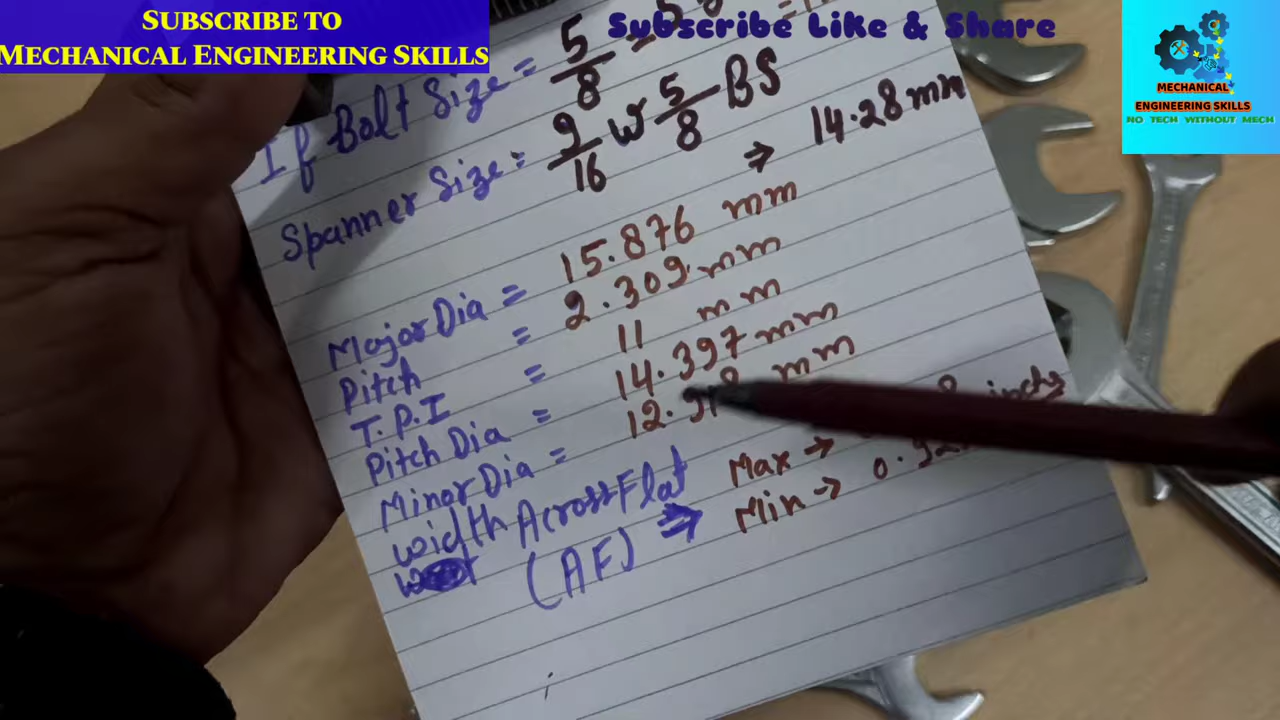 SUBSCRIBE TO
MECHANICAL ENGINEERING SKILLS
Subscribe Like & Share
MECHANICAL
ENGINEERING SKILLS
NO TECH WITHOUT MECH
If Bolt Size = 5/8
Spanner Size: 9/16 W 5/8 BS
⇒ 14.28 mm
Major Dia = 15.876 mm
Pitch = 2.309 mm
T.P.I = 11 mm
Pitch Dia = 14.397 mm
Minor Dia = 12. mm
Width Across Flat Max →
(AF) ⇒ Min →